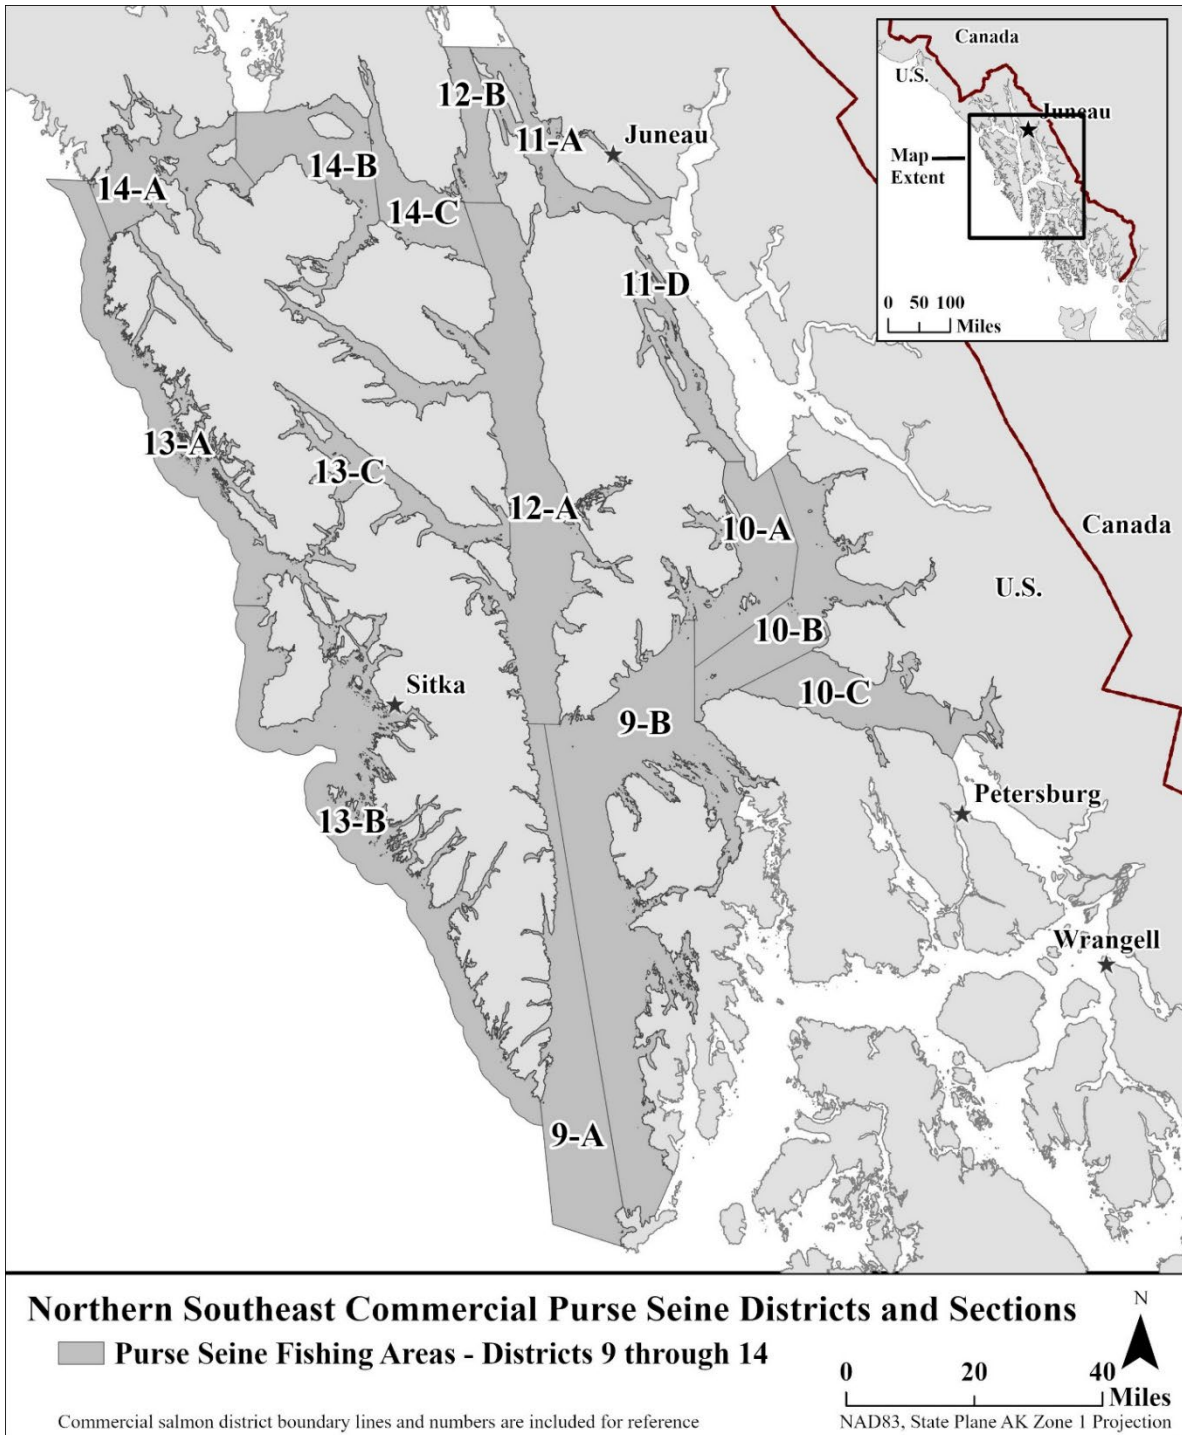 Canada
U.S.
Juneau
Map
Extent
0 50 100
Miles
12-B
11-A
Juneau
14-B
14-A
14-C
11-D
13-A
13-C
12-A
10-A
Canada
U.S.
10-B
Sitka
10-C
9-B
Petersburg
13-B
Wrangell
9-A
Northern Southeast Commercial Purse Seine Districts and Sections
N
Purse Seine Fishing Areas - Districts 9 through 14
0 20 40
Miles
Commercial salmon district boundary lines and numbers are included for reference
NAD83, State Plane AK Zone 1 Projection